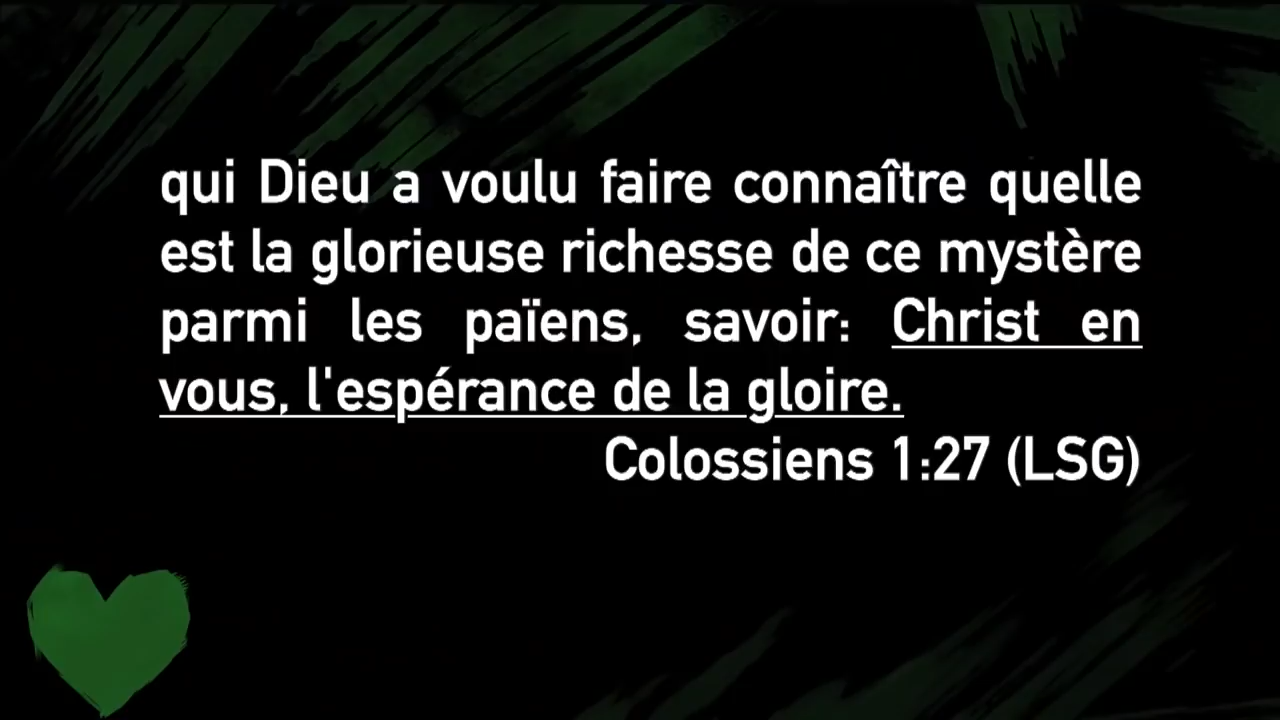 qui Dieu a voulu faire connaître quelle
est la glorieuse richesse de ce mystère
parmi les païens, savoir: Christ en
vous, l'espérance de la gloire.
Colossiens 1:27 (LSG)